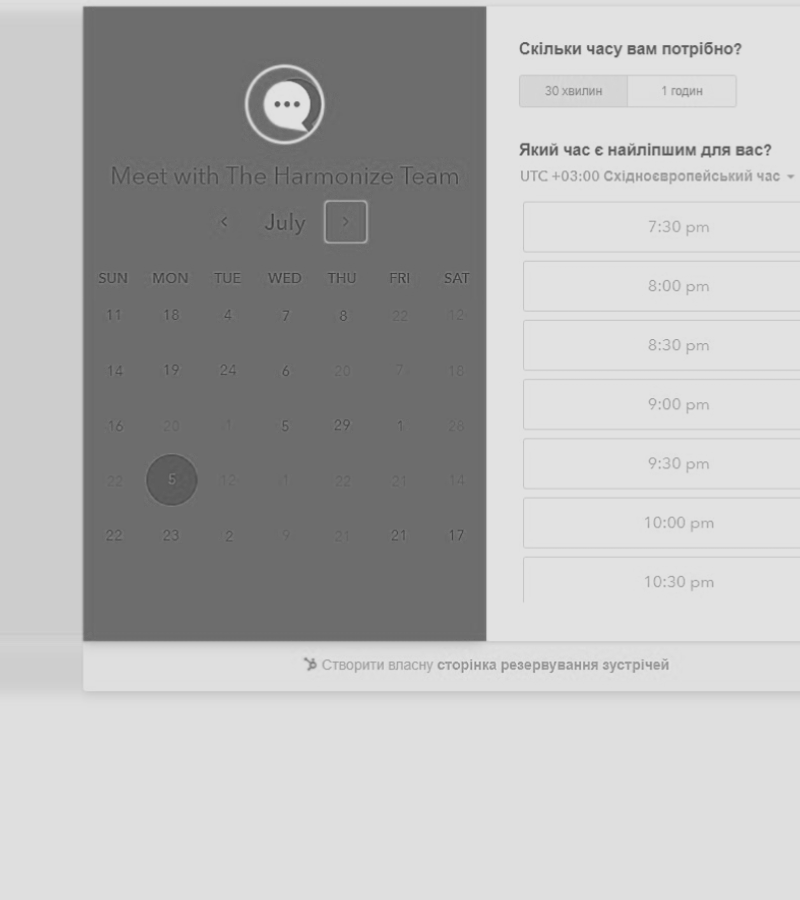 Meet with The Harmonize Team
July
SUN MON TUE WED THU FRI SAT
11 18 4 7 8 22 12
14 19 24 6 20 7 18
16 20 1 5 29 1 28
22 5 12 4 22 21 14
22 23 2 9 21 21 17
Скільки часу вам потрібно?
30 хвилин 1 годин
Який час є найліпшим для вас?
UTC +03:00 Східноєвропейський час
7:30 pm
8:00 pm
8:30 pm
9:00 pm
9:30 pm
10:00 pm
10:30 pm
Створити власну сторінка резервування зустрічей